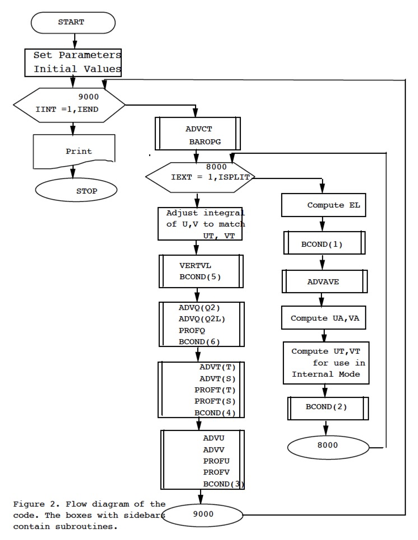 START
Set Parameters
Initial Values
9000
IINT =1,IEND
Print
STOP
ADVCT
BAROPG
8000
IEXT = 1,ISPLIT
Adjust integral
of U,V to match
UT, VT
VERTVL
BCOND(5)
ADVQ(Q2)
ADVQ(Q2L)
PROFQ
BCOND(6)
ADVT(T)
ADVT(S)
PROFT(T)
PROFT(S)
BCOND(4)
ADVU
ADVV
PROFU
PROFV
BCOND(3)
9000
Compute EL
BCOND(1)
ADVAVE
Compute UA,VA
Compute UT,VT
for use in
Internal Mode
BCOND(2)
8000
Figure 2. Flow diagram of the
code. The boxes with sidebars
contain subroutines.